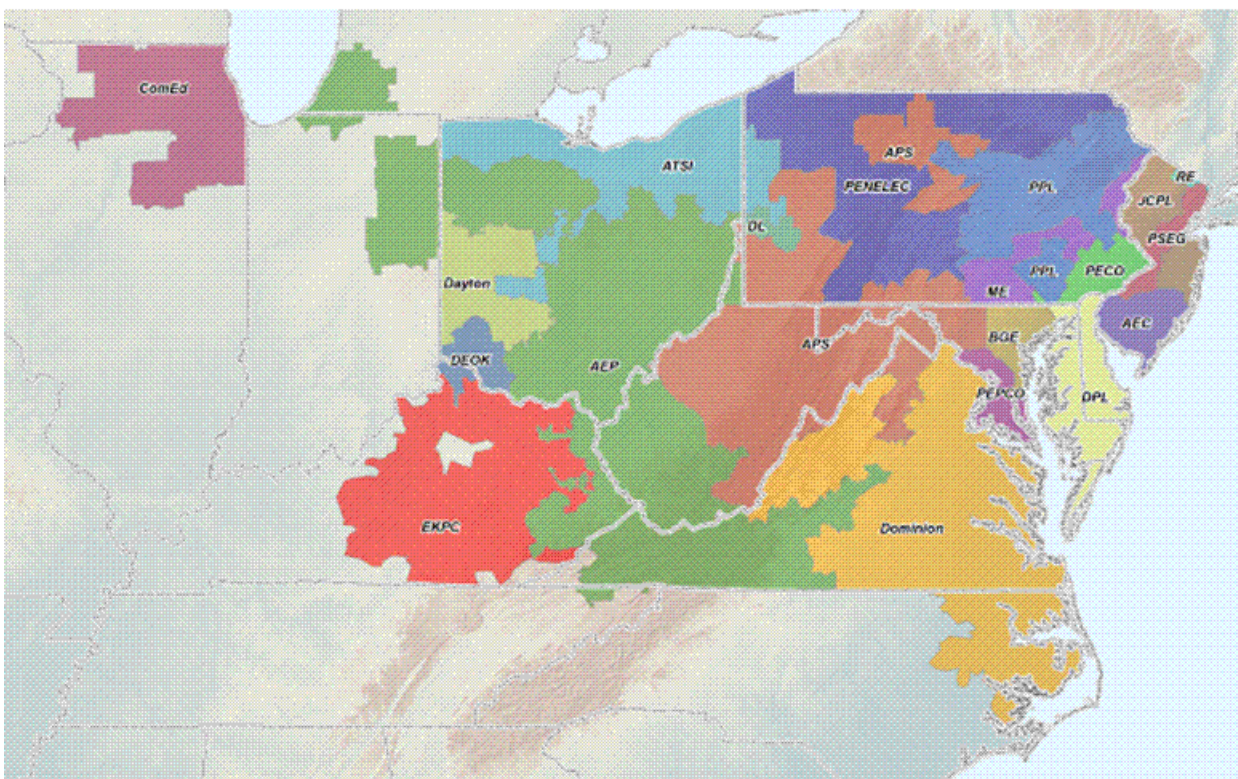 ComEd
ATSI
APS
PENELEC
PPL
RE
JCPL
DL
PSEG
PPL
PECO
Dayton
ME
AEC
BGE
APS
DEOK
AEP
PEPCO
DPL
EKPC
Dominion